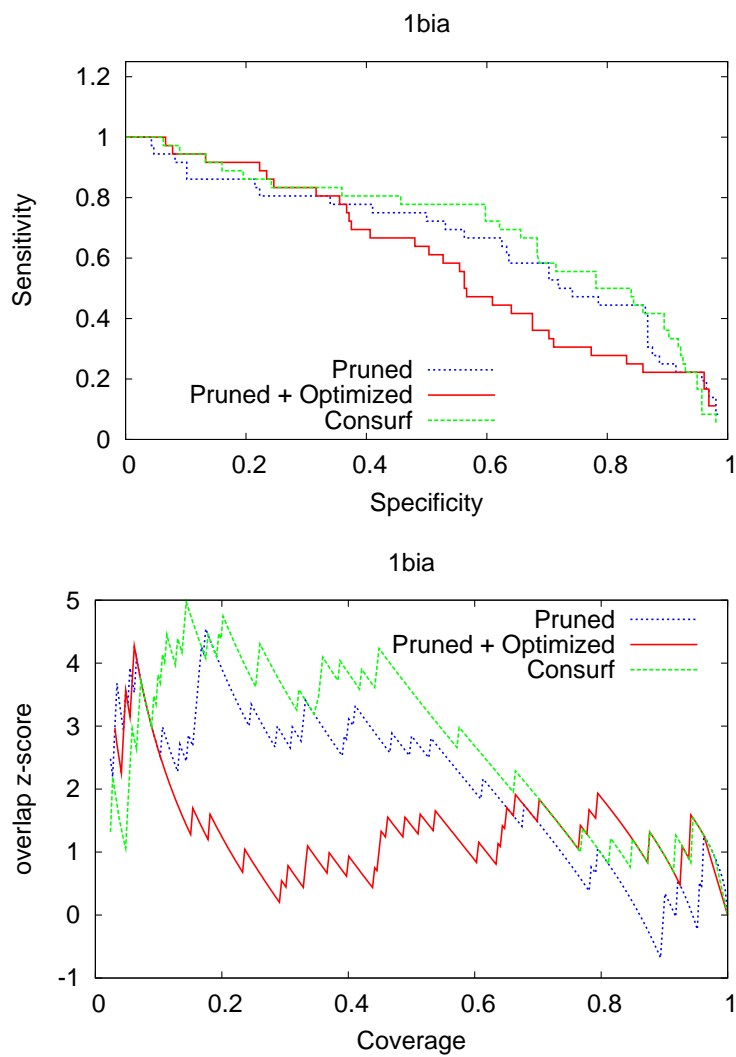 1bia
1.2
1
0.8
0.6
0.4
0.2
0
Sensitivity
Pruned
Pruned + Optimized
Consurf
0 0.2 0.4 0.6 0.8 1
Specificity
1bia
5
4
3
2
1
0
-1
overlap z-score
Pruned
Pruned + Optimized
Consurf
0 0.2 0.4 0.6 0.8 1
Coverage